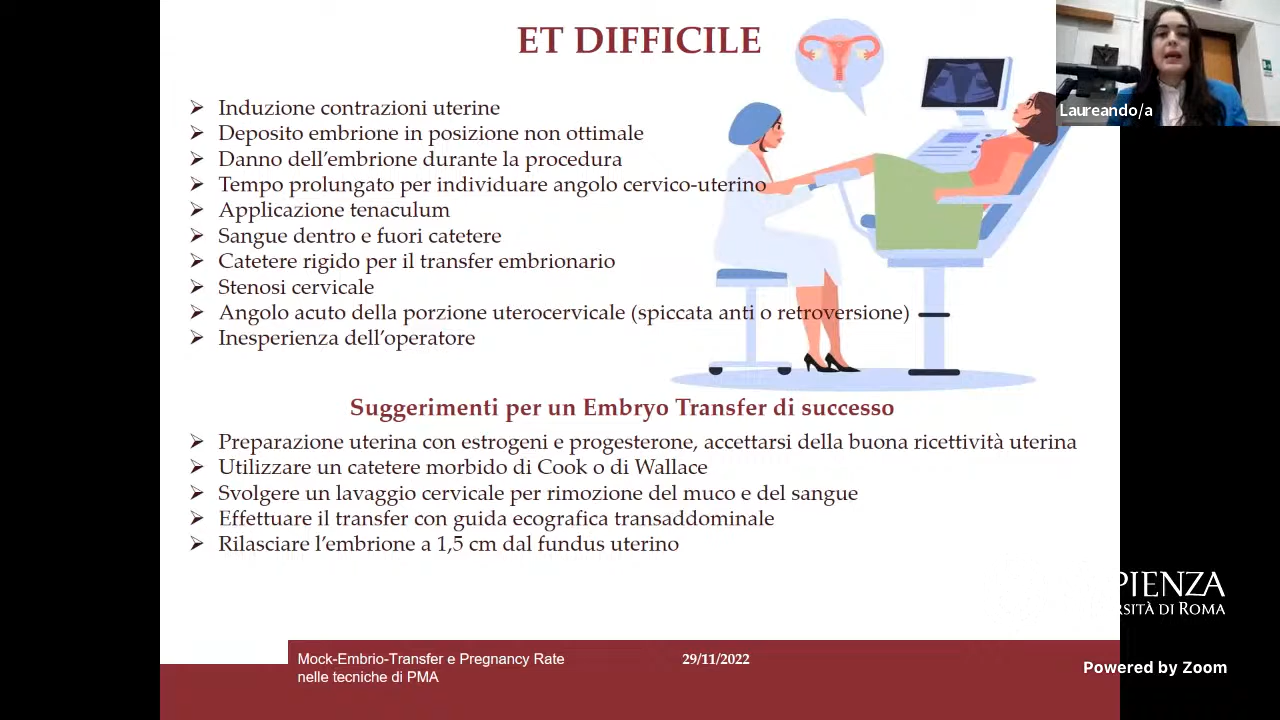 ET DIFFICILE
Laureando/a
➢ Induzione contrazioni uterine
➢ Deposito embrione in posizione non ottimale
➢ Danno dell’embrione durante la procedura
➢ Tempo prolungato per individuare angolo cervico-uterino
➢ Applicazione tenaculum
➢ Sangue dentro e fuori catetere
➢ Catetere rigido per il transfer embrionario
➢ Stenosi cervicale
➢ Angolo acuto della porzione uterocervicale (spiccata anti o retroversione)
➢ Inesperienza dell’operatore
Suggerimenti per un Embryo Transfer di successo
➢ Preparazione uterina con estrogeni e progesterone, accettarsi della buona ricettività uterina
➢ Utilizzare un catetere morbido di Cook o di Wallace
➢ Svolgere un lavaggio cervicale per rimozione del muco e del sangue
➢ Effettuare il transfer con guida ecografica transaddominale
➢ Rilasciare l’embrione a 1,5 cm dal fundus uterino
PIENZA
RSITÀ DI ROMA
Mock-Embrio-Transfer e Pregnancy Rate
nelle tecniche di PMA
29/11/2022
Powered by Zoom